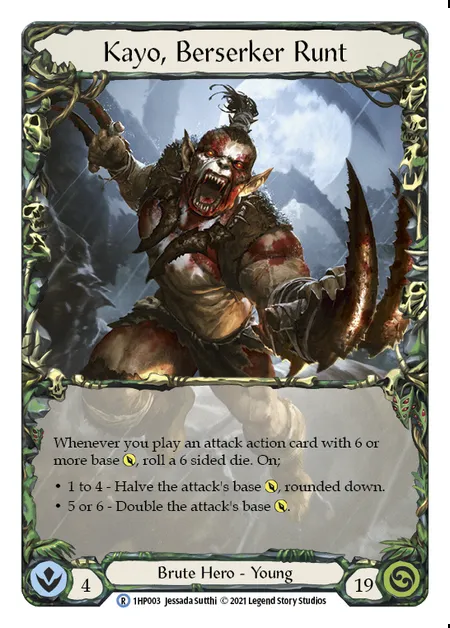 Kayo, Berserker Runt
Whenever you play an attack action card with 6 or
more base , roll a 6 sided die. On;
• 1 to 4 - Halve the attack's base , rounded down.
• 5 or 6 - Double the attack's base .
4
Brute Hero - Young
19
R 1HP003 Jessada Sutthi © 2021 Legend Story Studios